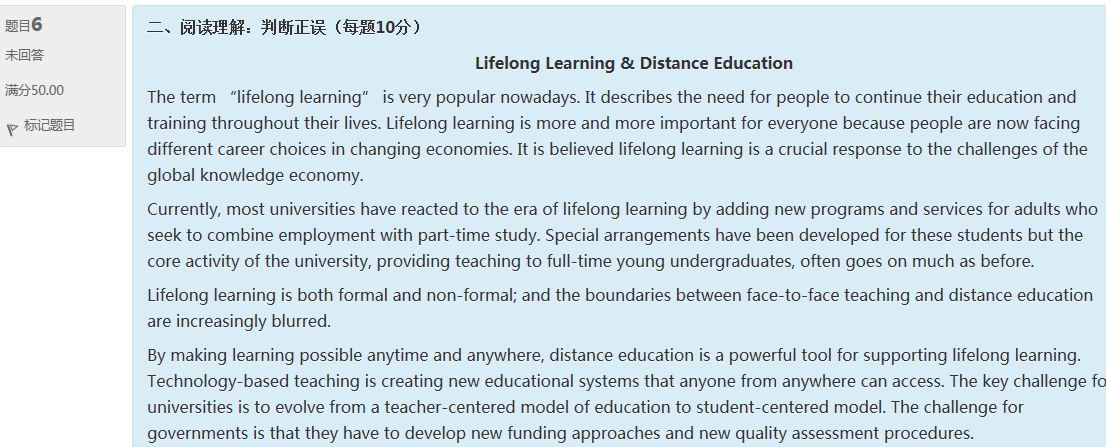 题目6
未回答
满分50.00
标记题目
二、阅读理解：判断正误（每题10分）
Lifelong Learning & Distance Education
The term “lifelong learning” is very popular nowadays. It describes the need for people to continue their education and
training throughout their lives. Lifelong learning is more and more important for everyone because people are now facing
different career choices in changing economies. It is believed lifelong learning is a crucial response to the challenges of the
global knowledge economy.
Currently, most universities have reacted to the era of lifelong learning by adding new programs and services for adults who
seek to combine employment with part-time study. Special arrangements have been developed for these students but the
core activity of the university, providing teaching to full-time young undergraduates, often goes on much as before.
Lifelong learning is both formal and non-formal; and the boundaries between face-to-face teaching and distance education
are increasingly blurred.
By making learning possible anytime and anywhere, distance education is a powerful tool for supporting lifelong learning.
Technology-based teaching is creating new educational systems that anyone from anywhere can access. The key challenge fo
universities is to evolve from a teacher-centered model of education to student-centered model. The challenge for
governments is that they have to develop new funding approaches and new quality assessment procedures.